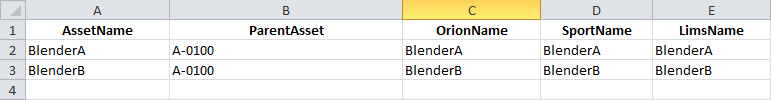 A B C D E
1 AssetName ParentAsset OrionName SportName LimsName
2 BlenderA A-0100 BlenderA BlenderA BlenderA
3 BlenderB A-0100 BlenderB BlenderB BlenderB
4